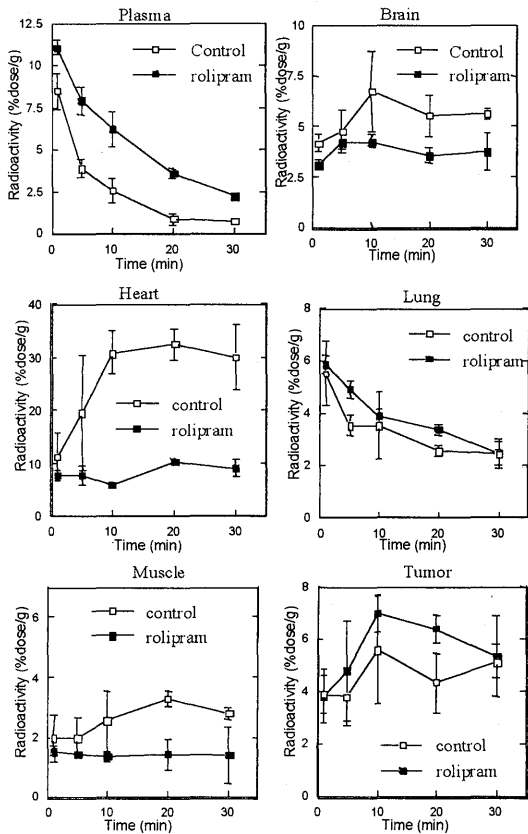 Plasma
Radioactivity (%dose/g)
12.5
10
7.5
5
2.5
0
Control
rolipram
0 10 20 30
Time (min)
Brain
Radioactivity (%dose/g)
10
7.5
5
2.5
0
Control
rolipram
0 10 20 30
Time (min)
Heart
Radioactivity (%dose/g)
40
30
20
10
0
control
rolipram
0 10 20 30
Time (min)
Lung
Radioactivity (%dose/g)
8
6
4
2
0
control
rolipram
0 10 20 30
Time (min)
Muscle
Radioactivity (%dose/g)
6
4
2
0
control
rolipram
0 10 20 30
Time (min)
Tumor
Radioactivity (%dose/g)
8
6
4
2
0
control
rolipram
0 10 20 30
Time (min)